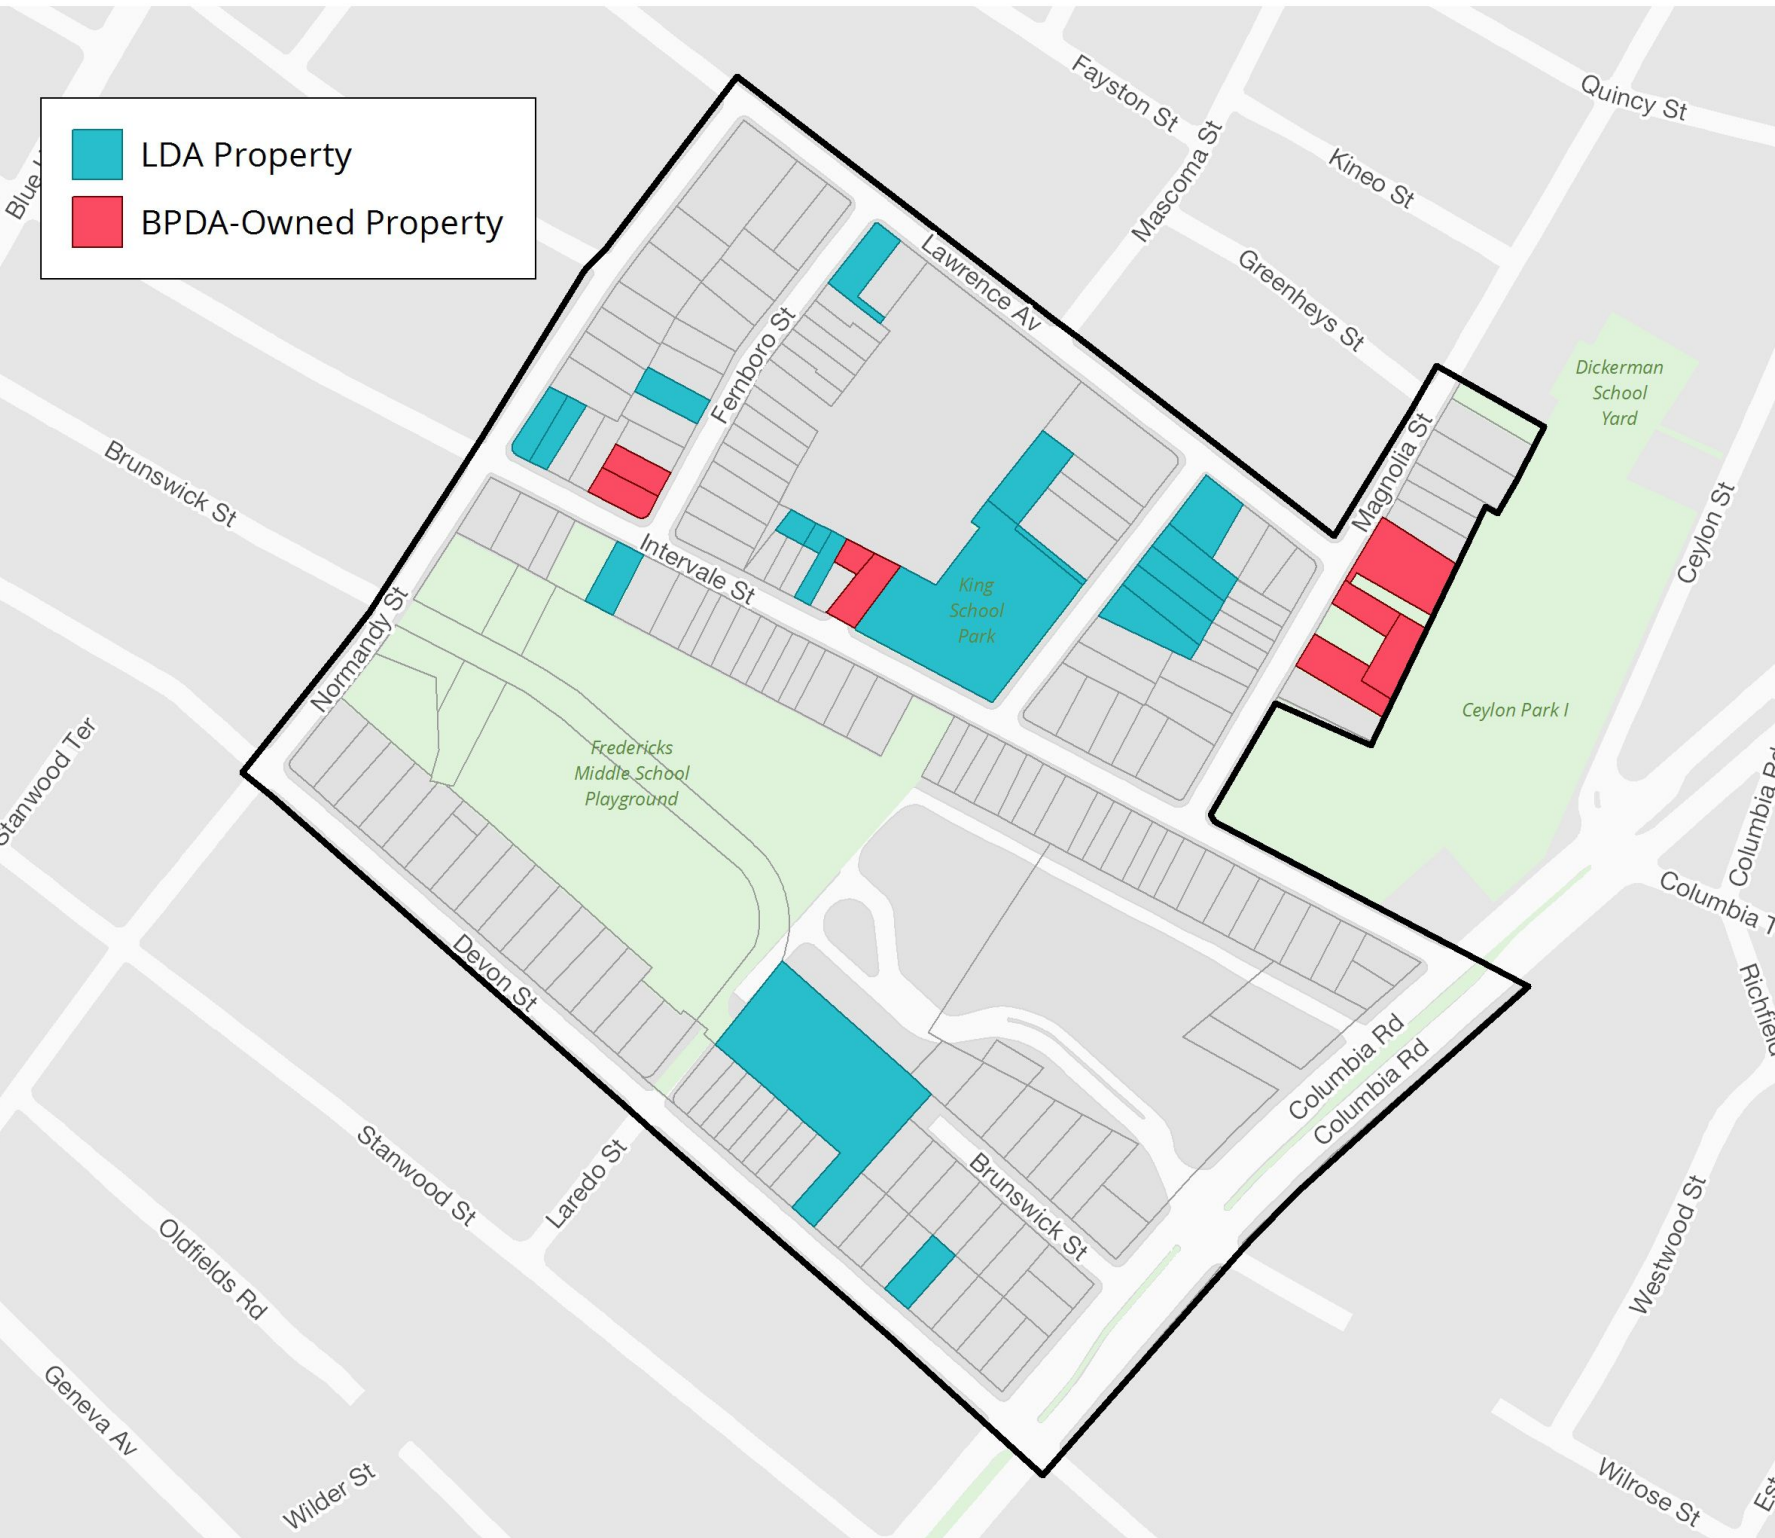 LDA Property
BPDA-Owned Property
Fayston St
Quincy St
Mascoma St
Kineo St
Greenheys St
Lawrence Av
Fernboro St
Dickerman
School
Yard
Magnolia St
Ceylon St
Brunswick St
Intervale St
King
School
Park
Normandy St
Ceylon Park I
Fredericks
Middle School
Playground
Stanwood Ter
Columbia
Columbia
Devon St
Columbia Rd
Columbia Rd
Stanwood St
Laredo St
Brunswick St
Oldfields Rd
Westwood St
Geneva Av
Wilder St
Wilrose St